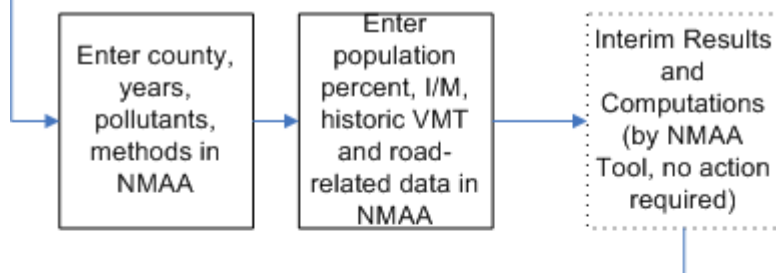 Enter county,
years,
pollutants,
methods in
NMAA
Enter
population
percent, I/M,
historic VMT
and road-
related data in
NMAA
Interim Results
and
Computations
(by NMAA
Tool, no action
required)